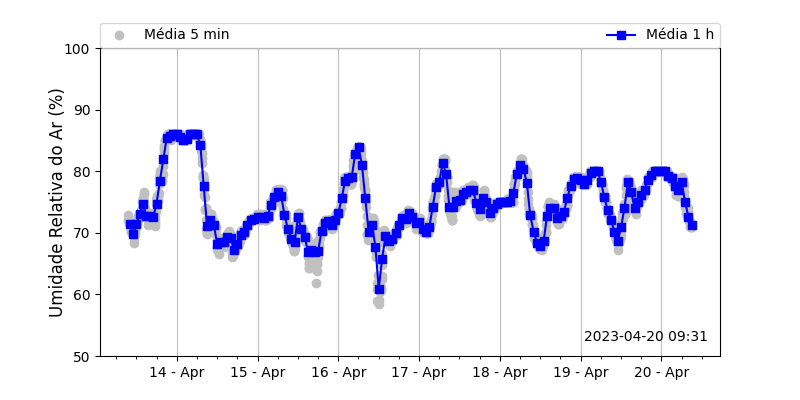 Média 5 min
Média 1 h
Umidade Relativa do Ar (%)
100
90
80
70
60
50
2023-04-20 09:31
14 - Apr
15 - Apr
16 - Apr
17 - Apr
18 - Apr
19 - Apr
20 - Apr